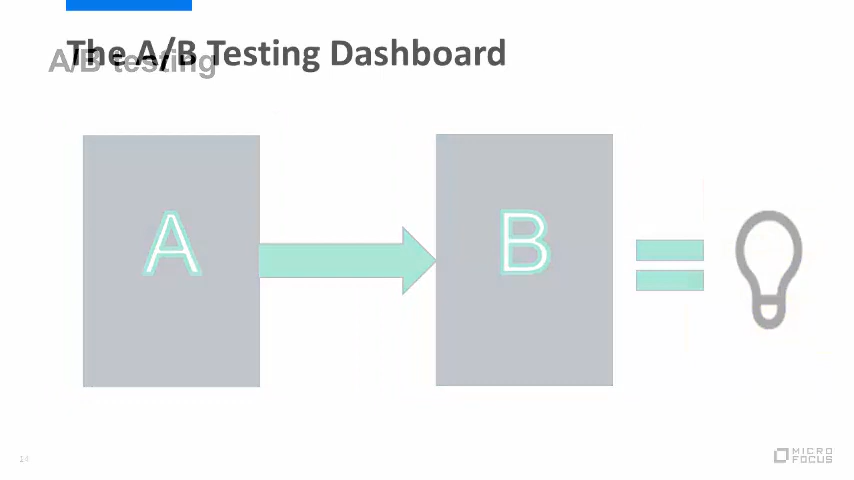 The A/B Testing Dashboard
A/B testing
A
B
14
MICRO
FOCUS